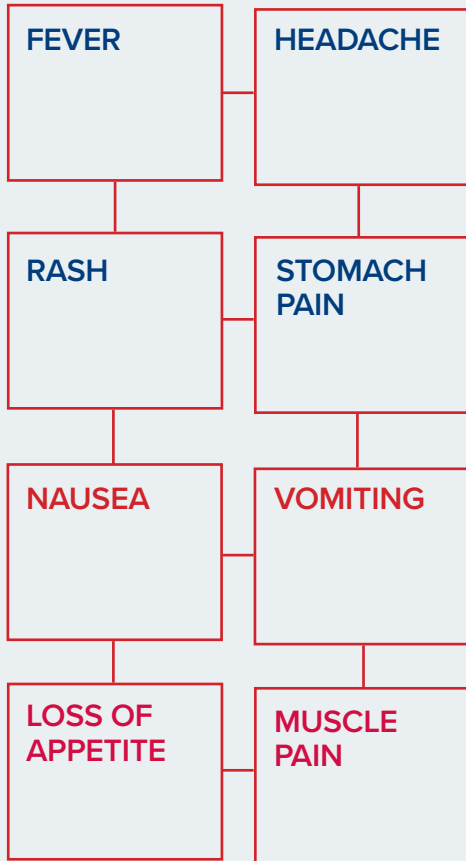 FEVER
HEADACHE
RASH
STOMACH
PAIN
NAUSEA
VOMITING
LOSS OF
APPETITE
MUSCLE
PAIN